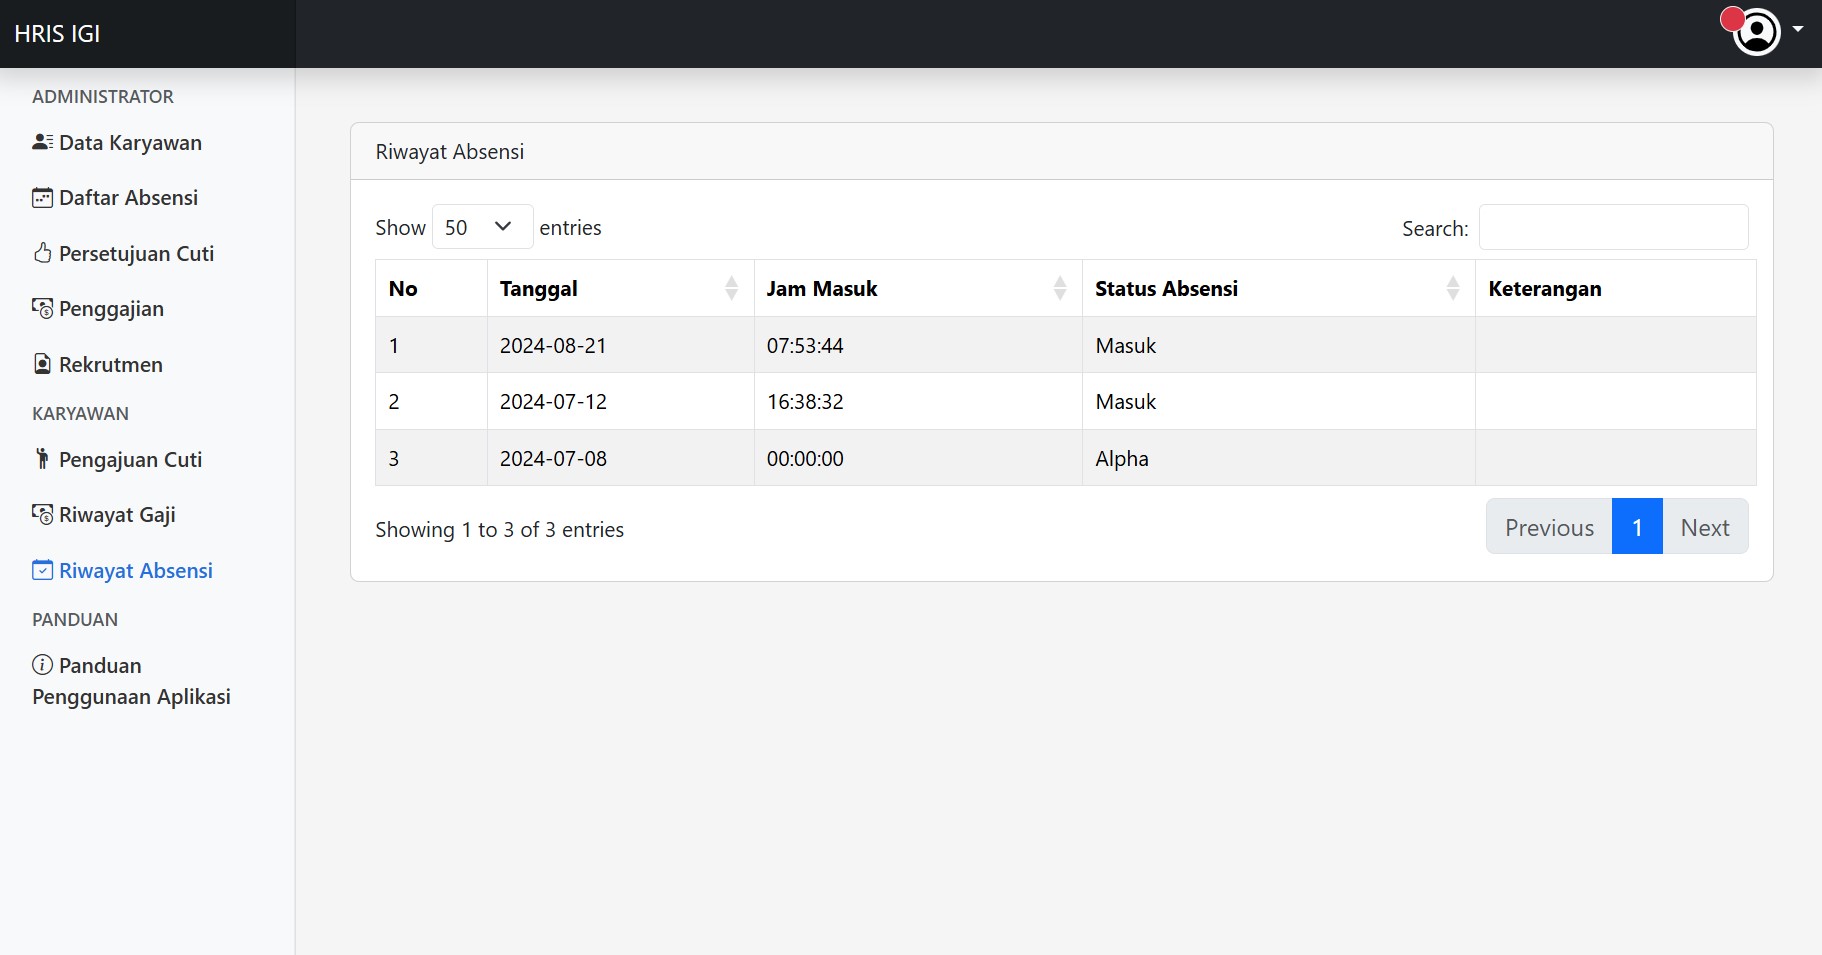 HRIS IGI
ADMINISTRATOR
Data Karyawan
Daftar Absensi
Persetujuan Cuti
Penggajian
Rekrutmen
KARYAWAN
Pengajuan Cuti
Riwayat Gaji
Riwayat Absensi
PANDUAN
Panduan
Penggunaan Aplikasi
Riwayat Absensi
Show 50 entries Search:
No Tanggal Jam Masuk Status Absensi Keterangan
1 2024-08-21 07:53:44 Masuk
2 2024-07-12 16:38:32 Masuk
3 2024-07-08 00:00:00 Alpha
Showing 1 to 3 of 3 entries Previous 1 Next